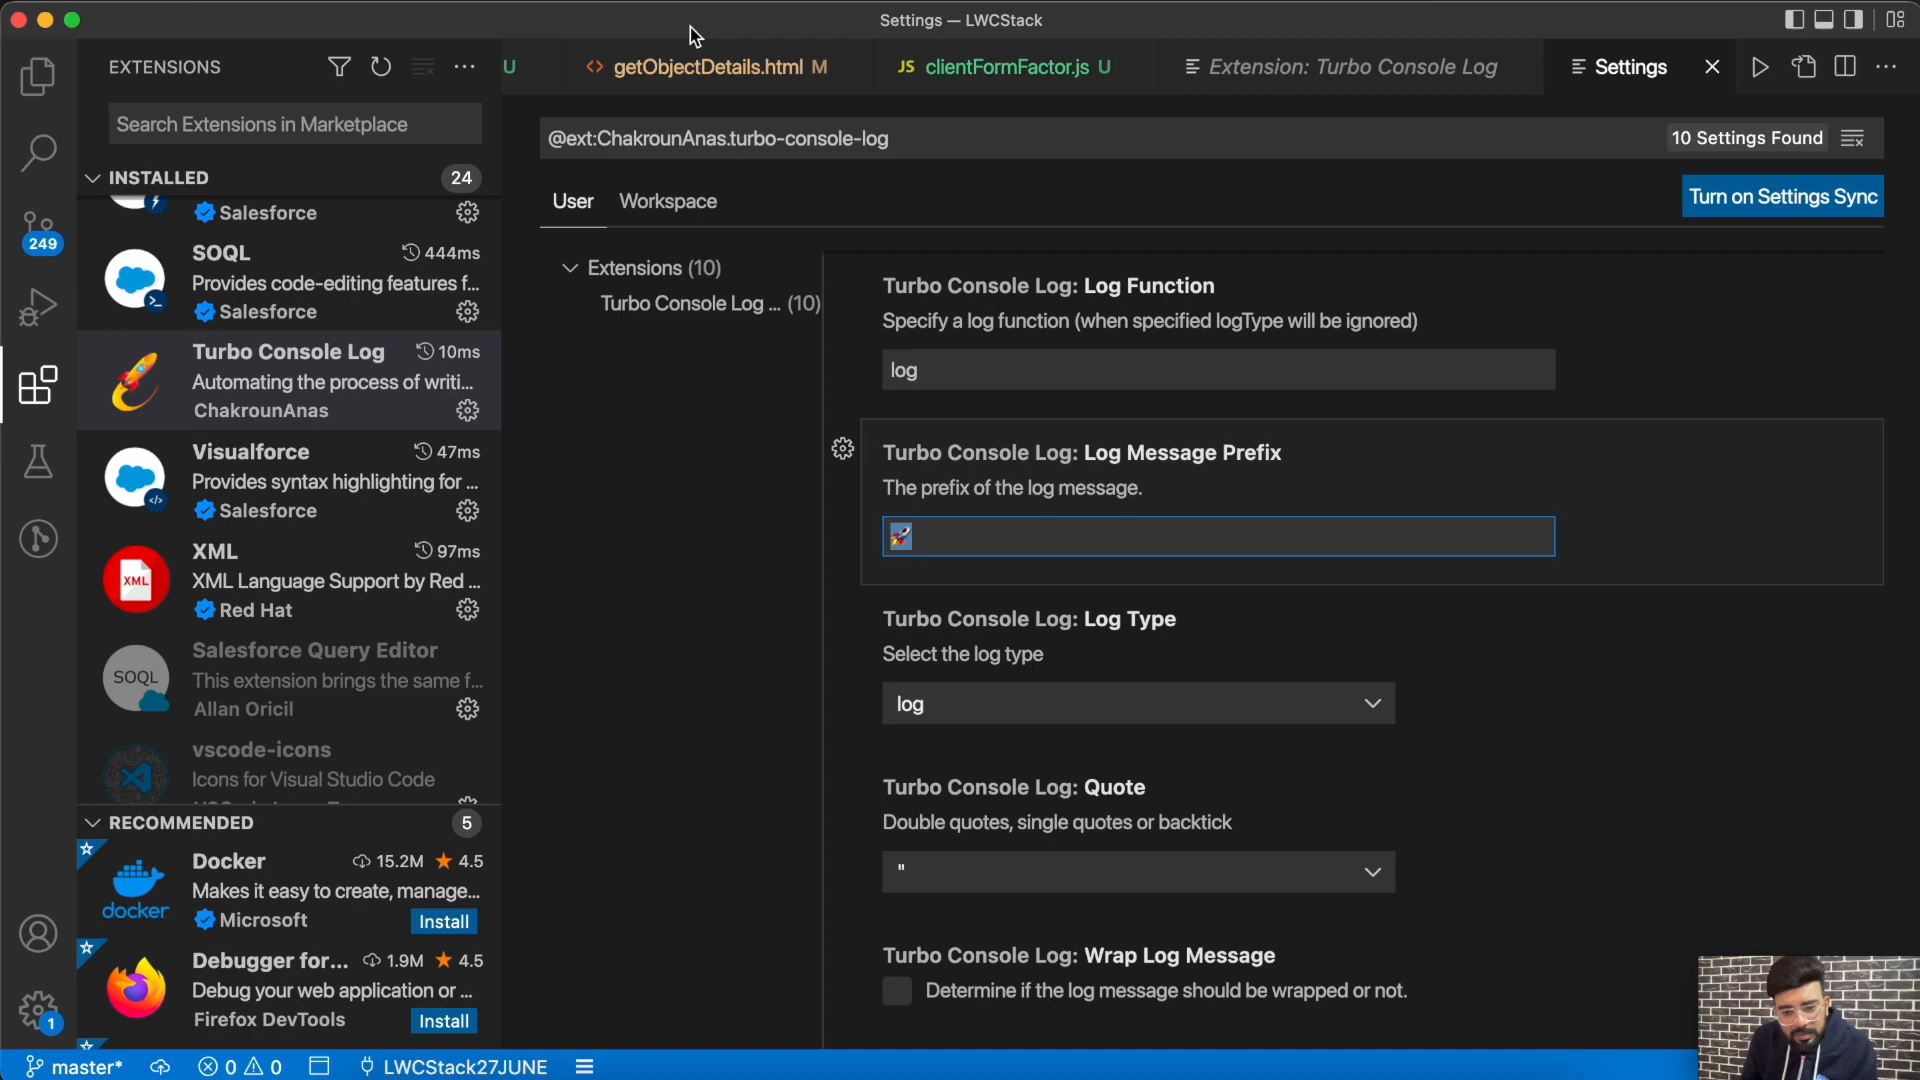 Settings — LWCStack
EXTENSIONS
U
<> getObjectDetails.html M
JS clientFormFactor.js U
Extension: Turbo Console Log
Settings
Search Extensions in Marketplace
INSTALLED 24
Salesforce
SOQL 444ms
Provides code-editing features f...
Salesforce
Turbo Console Log 10ms
Automating the process of writi...
ChakrounAnas
Visualforce 47ms
Provides syntax highlighting for ...
Salesforce
XML
XML 97ms
XML Language Support by Red ...
Red Hat
SOQL
Salesforce Query Editor
This extension brings the same f...
Allan Oricil
vscode-icons
Icons for Visual Studio Code
RECOMMENDED 5
docker
Docker 15.2M ★ 4.5
Makes it easy to create, manage...
Microsoft Install
Debugger for... 1.9M ★ 4.5
Debug your web application or ...
Firefox DevTools Install
249
1
@ext:ChakrounAnas.turbo-console-log
10 Settings Found
User Workspace
Turn on Settings Sync
Extensions (10)
Turbo Console Log ... (10)
Turbo Console Log: Log Function
Specify a log function (when specified logType will be ignored)
log
Turbo Console Log: Log Message Prefix
The prefix of the log message.
🚀
Turbo Console Log: Log Type
Select the log type
log
Turbo Console Log: Quote
Double quotes, single quotes or backtick
"
Turbo Console Log: Wrap Log Message
Determine if the log message should be wrapped or not.
master* 0 0 LWCStack27JUNE